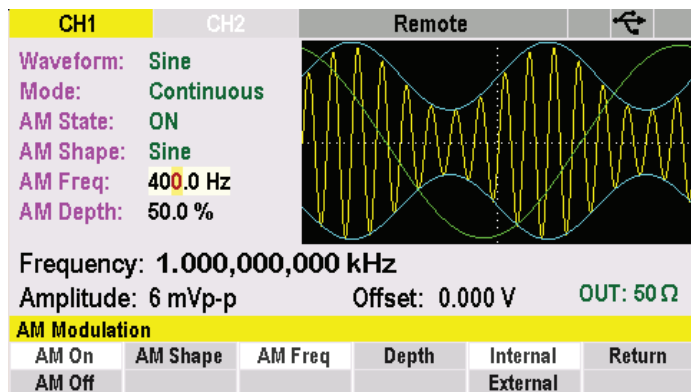 CH1 CH2 Remote
Waveform: Sine
Mode: Continuous
AM State: ON
AM Shape: Sine
AM Freq: 400.0 Hz
AM Depth: 50.0 %
Frequency: 1.000,000,000 kHz
Amplitude: 6 mVp-p Offset: 0.000 V OUT: 50 Ω
AM Modulation
AM On AM Shape AM Freq Depth Internal Return
AM Off External